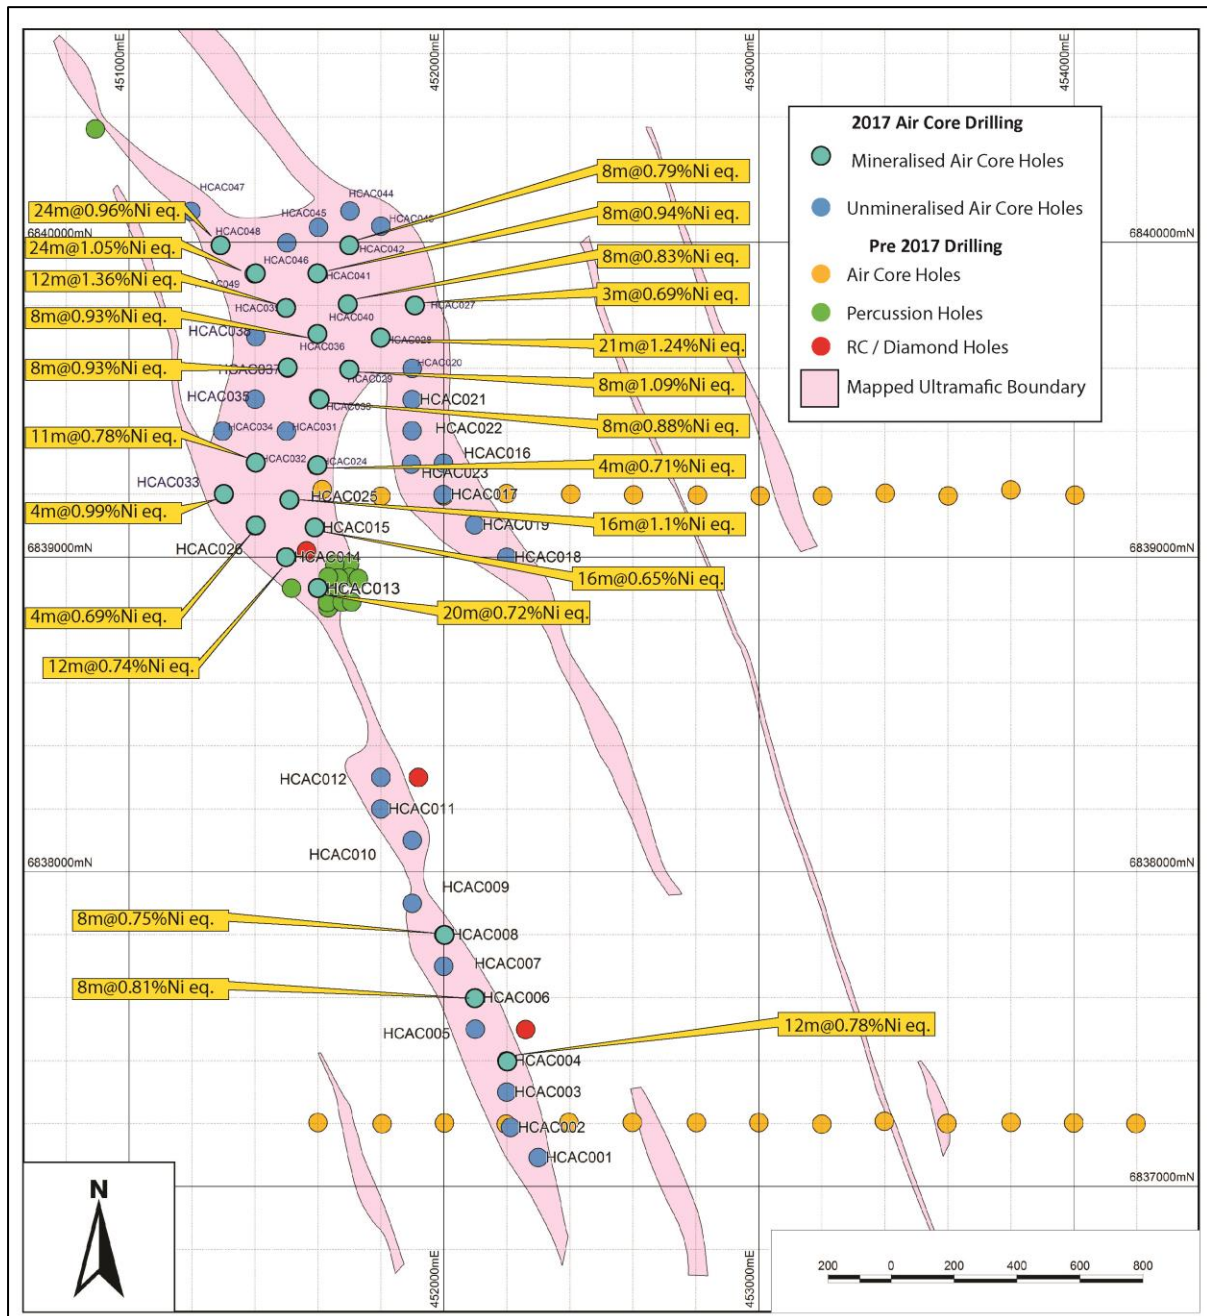 451000mE
452000mE
453000mE
454000mE
2017 Air Core Drilling
Mineralised Air Core Holes
Unmineralised Air Core Holes
Pre 2017 Drilling
Air Core Holes
Percussion Holes
RC / Diamond Holes
Mapped Ultramafic Boundary
8m@0.79%Ni eq.
HCAC047
HCAC044
24m@0.96%Ni eq.
8m@0.94%Ni eq.
HCAC045
HCAC048
6840000mN
6840000mN
24m@1.05%Ni eq.
HCAC042
8m@0.83%Ni eq.
HCAC046
12m@1.36%Ni eq.
HCAC041
3m@0.69%Ni eq.
HCAC027
HCAC040
8m@0.93%Ni eq.
HCAC038
HCAC036
HCAC028
21m@1.24%Ni eq.
8m@0.93%Ni eq.
HCAC037
HCAC020
HCAC029
8m@1.09%Ni eq.
HCAC035
HCAC021
8m@0.88%Ni eq.
11m@0.78%Ni eq.
HCAC034
HCAC031
HCAC022
HCAC032
HCAC024
HCAC016
4m@0.71%Ni eq.
HCAC023
HCAC033
HCAC025
HCAC017
4m@0.99%Ni eq.
16m@1.1%Ni eq.
HCAC015
HCAC019
HCAC026
HCAC014
HCAC018
6839000mN
6839000mN
16m@0.65%Ni eq.
HCAC013
4m@0.69%Ni eq.
20m@0.72%Ni eq.
12m@0.74%Ni eq.
HCAC012
HCAC011
HCAC010
6838000mN
6838000mN
HCAC009
8m@0.75%Ni eq.
HCAC008
HCAC007
8m@0.81%Ni eq.
HCAC006
HCAC005
12m@0.78%Ni eq.
HCAC004
HCAC003
HCAC002
HCAC001
6837000mN
N
452000mE
453000mE
200 0 200 400 600 800